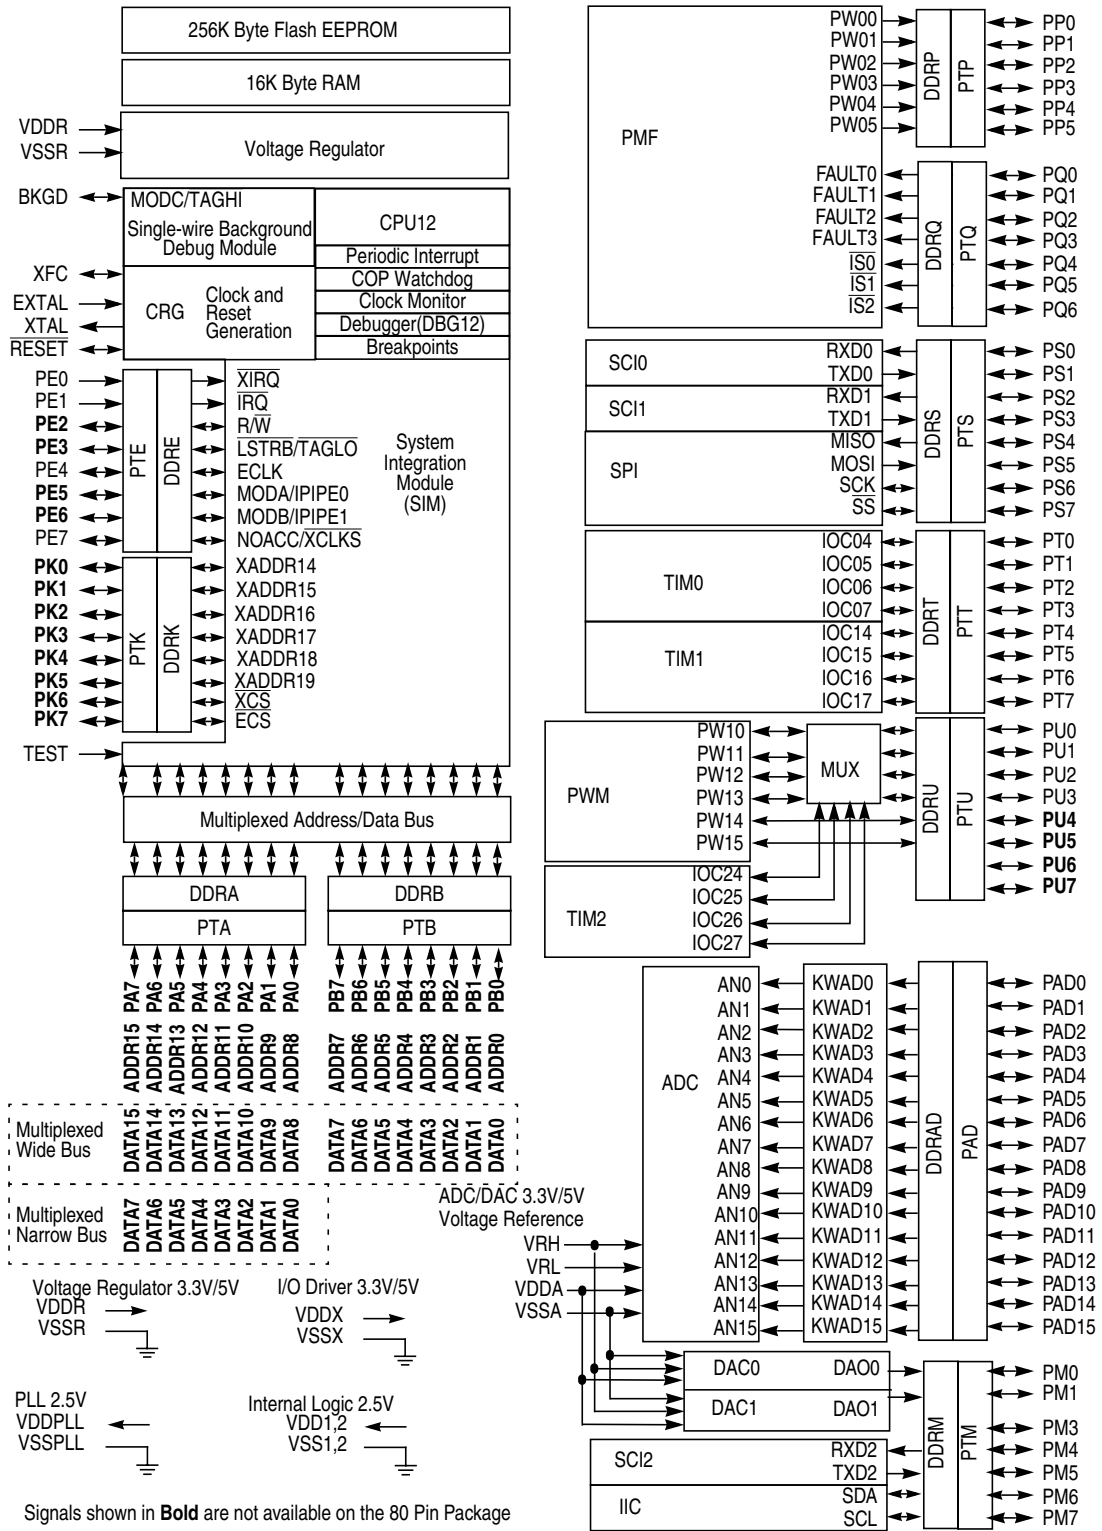 256K Byte Flash EEPROM
16K Byte RAM
VDDR
VSSR
Voltage Regulator
BKGD
MODC/TAGHI
Single-wire Background
Debug Module
CPU12
Periodic Interrupt
COP Watchdog
Clock Monitor
Debugger(DBG12)
Breakpoints
XFC
EXTAL
XTAL
RESET
CRG
Clock and
Reset
Generation
PE0
PE1
PE2
PE3
PE4
PE5
PE6
PE7
PTE
DDRE
XIRQ
IRQ
R/W
LSTRB/TAGLO
ECLK
MODA/IPIPE0
MODB/IPIPE1
NOACC/XCLKS
System
Integration
Module
(SIM)
PK0
PK1
PK2
PK3
PK4
PK5
PK6
PK7
PTK
DDRK
XADDR14
XADDR15
XADDR16
XADDR17
XADDR18
XADDR19
XCS
ECS
TEST
Multiplexed Address/Data Bus
DDRA
DDRB
PTA
PTB
PA7
PA6
PA5
PA4
PA3
PA2
PA1
PA0
PB7
PB6
PB5
PB4
PB3
PB2
PB1
PB0
ADDR15
ADDR14
ADDR13
ADDR12
ADDR11
ADDR10
ADDR9
ADDR8
ADDR7
ADDR6
ADDR5
ADDR4
ADDR3
ADDR2
ADDR1
ADDR0
Multiplexed
Wide Bus
DATA15
DATA14
DATA13
DATA12
DATA11
DATA10
DATA9
DATA8
DATA7
DATA6
DATA5
DATA4
DATA3
DATA2
DATA1
DATA0
Multiplexed
Narrow Bus
DATA7
DATA6
DATA5
DATA4
DATA3
DATA2
DATA1
DATA0
Voltage Regulator 3.3V/5V
VDDR
VSSR
I/O Driver 3.3V/5V
VDDX
VSSX
PLL 2.5V
VDDPLL
VSSPLL
Internal Logic 2.5V
VDD1,2
VSS1,2
Signals shown in Bold are not available on the 80 Pin Package
PMF
PW00
PW01
PW02
PW03
PW04
PW05
DDRP
PTP
PP0
PP1
PP2
PP3
PP4
PP5
FAULT0
FAULT1
FAULT2
FAULT3
IS0
IS1
IS2
DDRQ
PTQ
PQ0
PQ1
PQ2
PQ3
PQ4
PQ5
PQ6
SCI0
RXD0
TXD0
SCI1
RXD1
TXD1
SPI
MISO
MOSI
SCK
SS
DDRS
PTS
PS0
PS1
PS2
PS3
PS4
PS5
PS6
PS7
TIM0
IOC04
IOC05
IOC06
IOC07
TIM1
IOC14
IOC15
IOC16
IOC17
DDRT
PTT
PT0
PT1
PT2
PT3
PT4
PT5
PT6
PT7
PWM
PW10
PW11
PW12
PW13
PW14
PW15
MUX
DDRU
PTU
PU0
PU1
PU2
PU3
PU4
PU5
PU6
PU7
TIM2
IOC24
IOC25
IOC26
IOC27
ADC
AN0
AN1
AN2
AN3
AN4
AN5
AN6
AN7
AN8
AN9
AN10
AN11
AN12
AN13
AN14
AN15
KWAD0
KWAD1
KWAD2
KWAD3
KWAD4
KWAD5
KWAD6
KWAD7
KWAD8
KWAD9
KWAD10
KWAD11
KWAD12
KWAD13
KWAD14
KWAD15
DDRAD
PAD
PAD0
PAD1
PAD2
PAD3
PAD4
PAD5
PAD6
PAD7
PAD8
PAD9
PAD10
PAD11
PAD12
PAD13
PAD14
PAD15
ADC/DAC 3.3V/5V
Voltage Reference
VRH
VRL
VDDA
VSSA
DAC0
DAO0
DAC1
DAO1
SCI2
RXD2
TXD2
IIC
SDA
SCL
DDRM
PTM
PM0
PM1
PM3
PM4
PM5
PM6
PM7